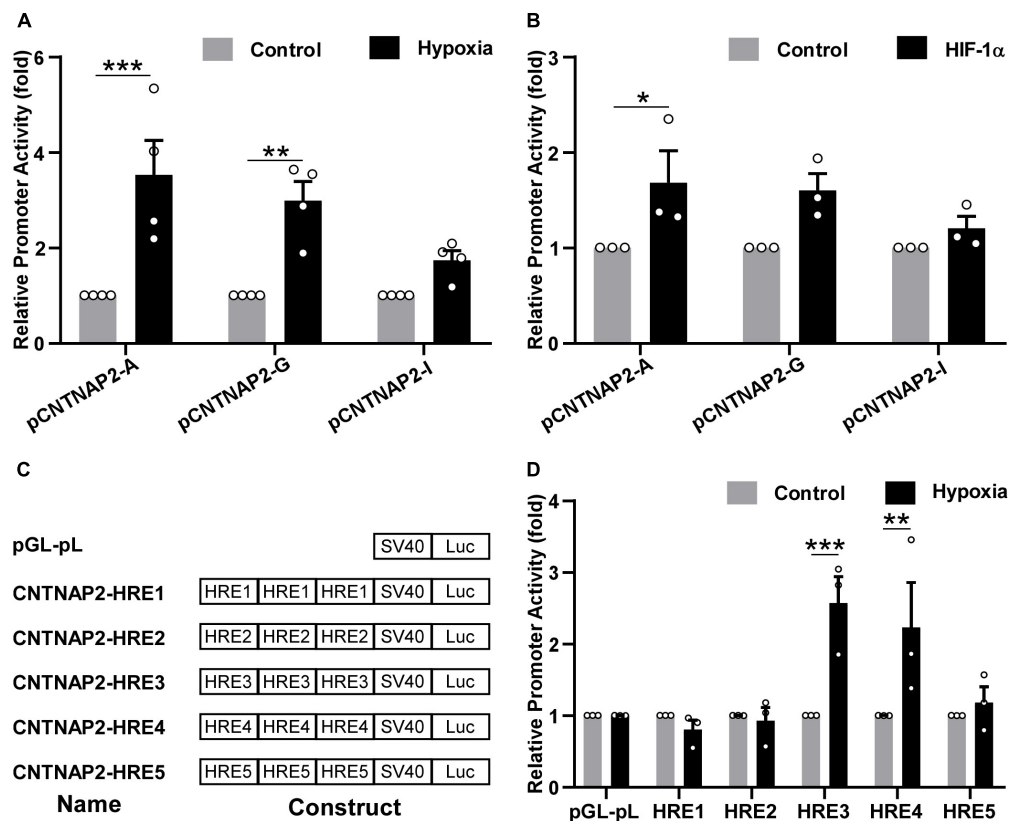 A
Control Hypoxia
***
**
Relative Promoter Activity (fold)
6
4
2
0
pCNTNAP2-A
pCNTNAP2-G
pCNTNAP2-I
B
Control HIF-1α
*
Relative Promoter Activity (fold)
3
2
1
0
pCNTNAP2-A
pCNTNAP2-G
pCNTNAP2-I
C
pGL-pL SV40 Luc
CNTNAP2-HRE1 HRE1 HRE1 HRE1 SV40 Luc
CNTNAP2-HRE2 HRE2 HRE2 HRE2 SV40 Luc
CNTNAP2-HRE3 HRE3 HRE3 HRE3 SV40 Luc
CNTNAP2-HRE4 HRE4 HRE4 HRE4 SV40 Luc
CNTNAP2-HRE5 HRE5 HRE5 HRE5 SV40 Luc
Name Construct
D
Control Hypoxia
***
**
Relative Promoter Activity (fold)
4
3
2
1
0
pGL-pL HRE1 HRE2 HRE3 HRE4 HRE5